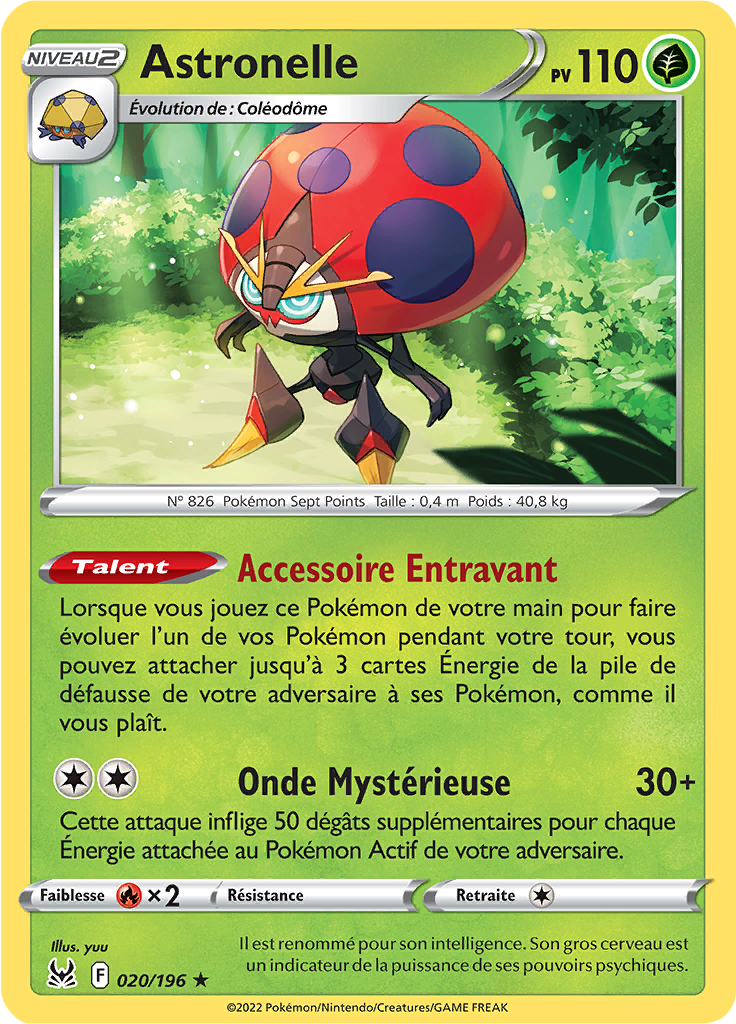 NIVEAU2
Astronelle
PV 110
Évolution de : Coléodôme
Nº 826 Pokémon Sept Points Taille : 0,4 m Poids : 40,8 kg
Talent Accessoire Entravant
Lorsque vous jouez ce Pokémon de votre main pour faire
évoluer l'un de vos Pokémon pendant votre tour, vous
pouvez attacher jusqu'à 3 cartes Énergie de la pile de
défausse de votre adversaire à ses Pokémon, comme il
vous plaît.
Onde Mystérieuse 30+
Cette attaque inflige 50 dégâts supplémentaires pour chaque
Énergie attachée au Pokémon Actif de votre adversaire.
Faiblesse ×2 Résistance Retraite
Illus. yuu
F 020/196 ★
Il est renommé pour son intelligence. Son gros cerveau est
un indicateur de la puissance de ses pouvoirs psychiques.
©2022 Pokémon/Nintendo/Creatures/GAME FREAK